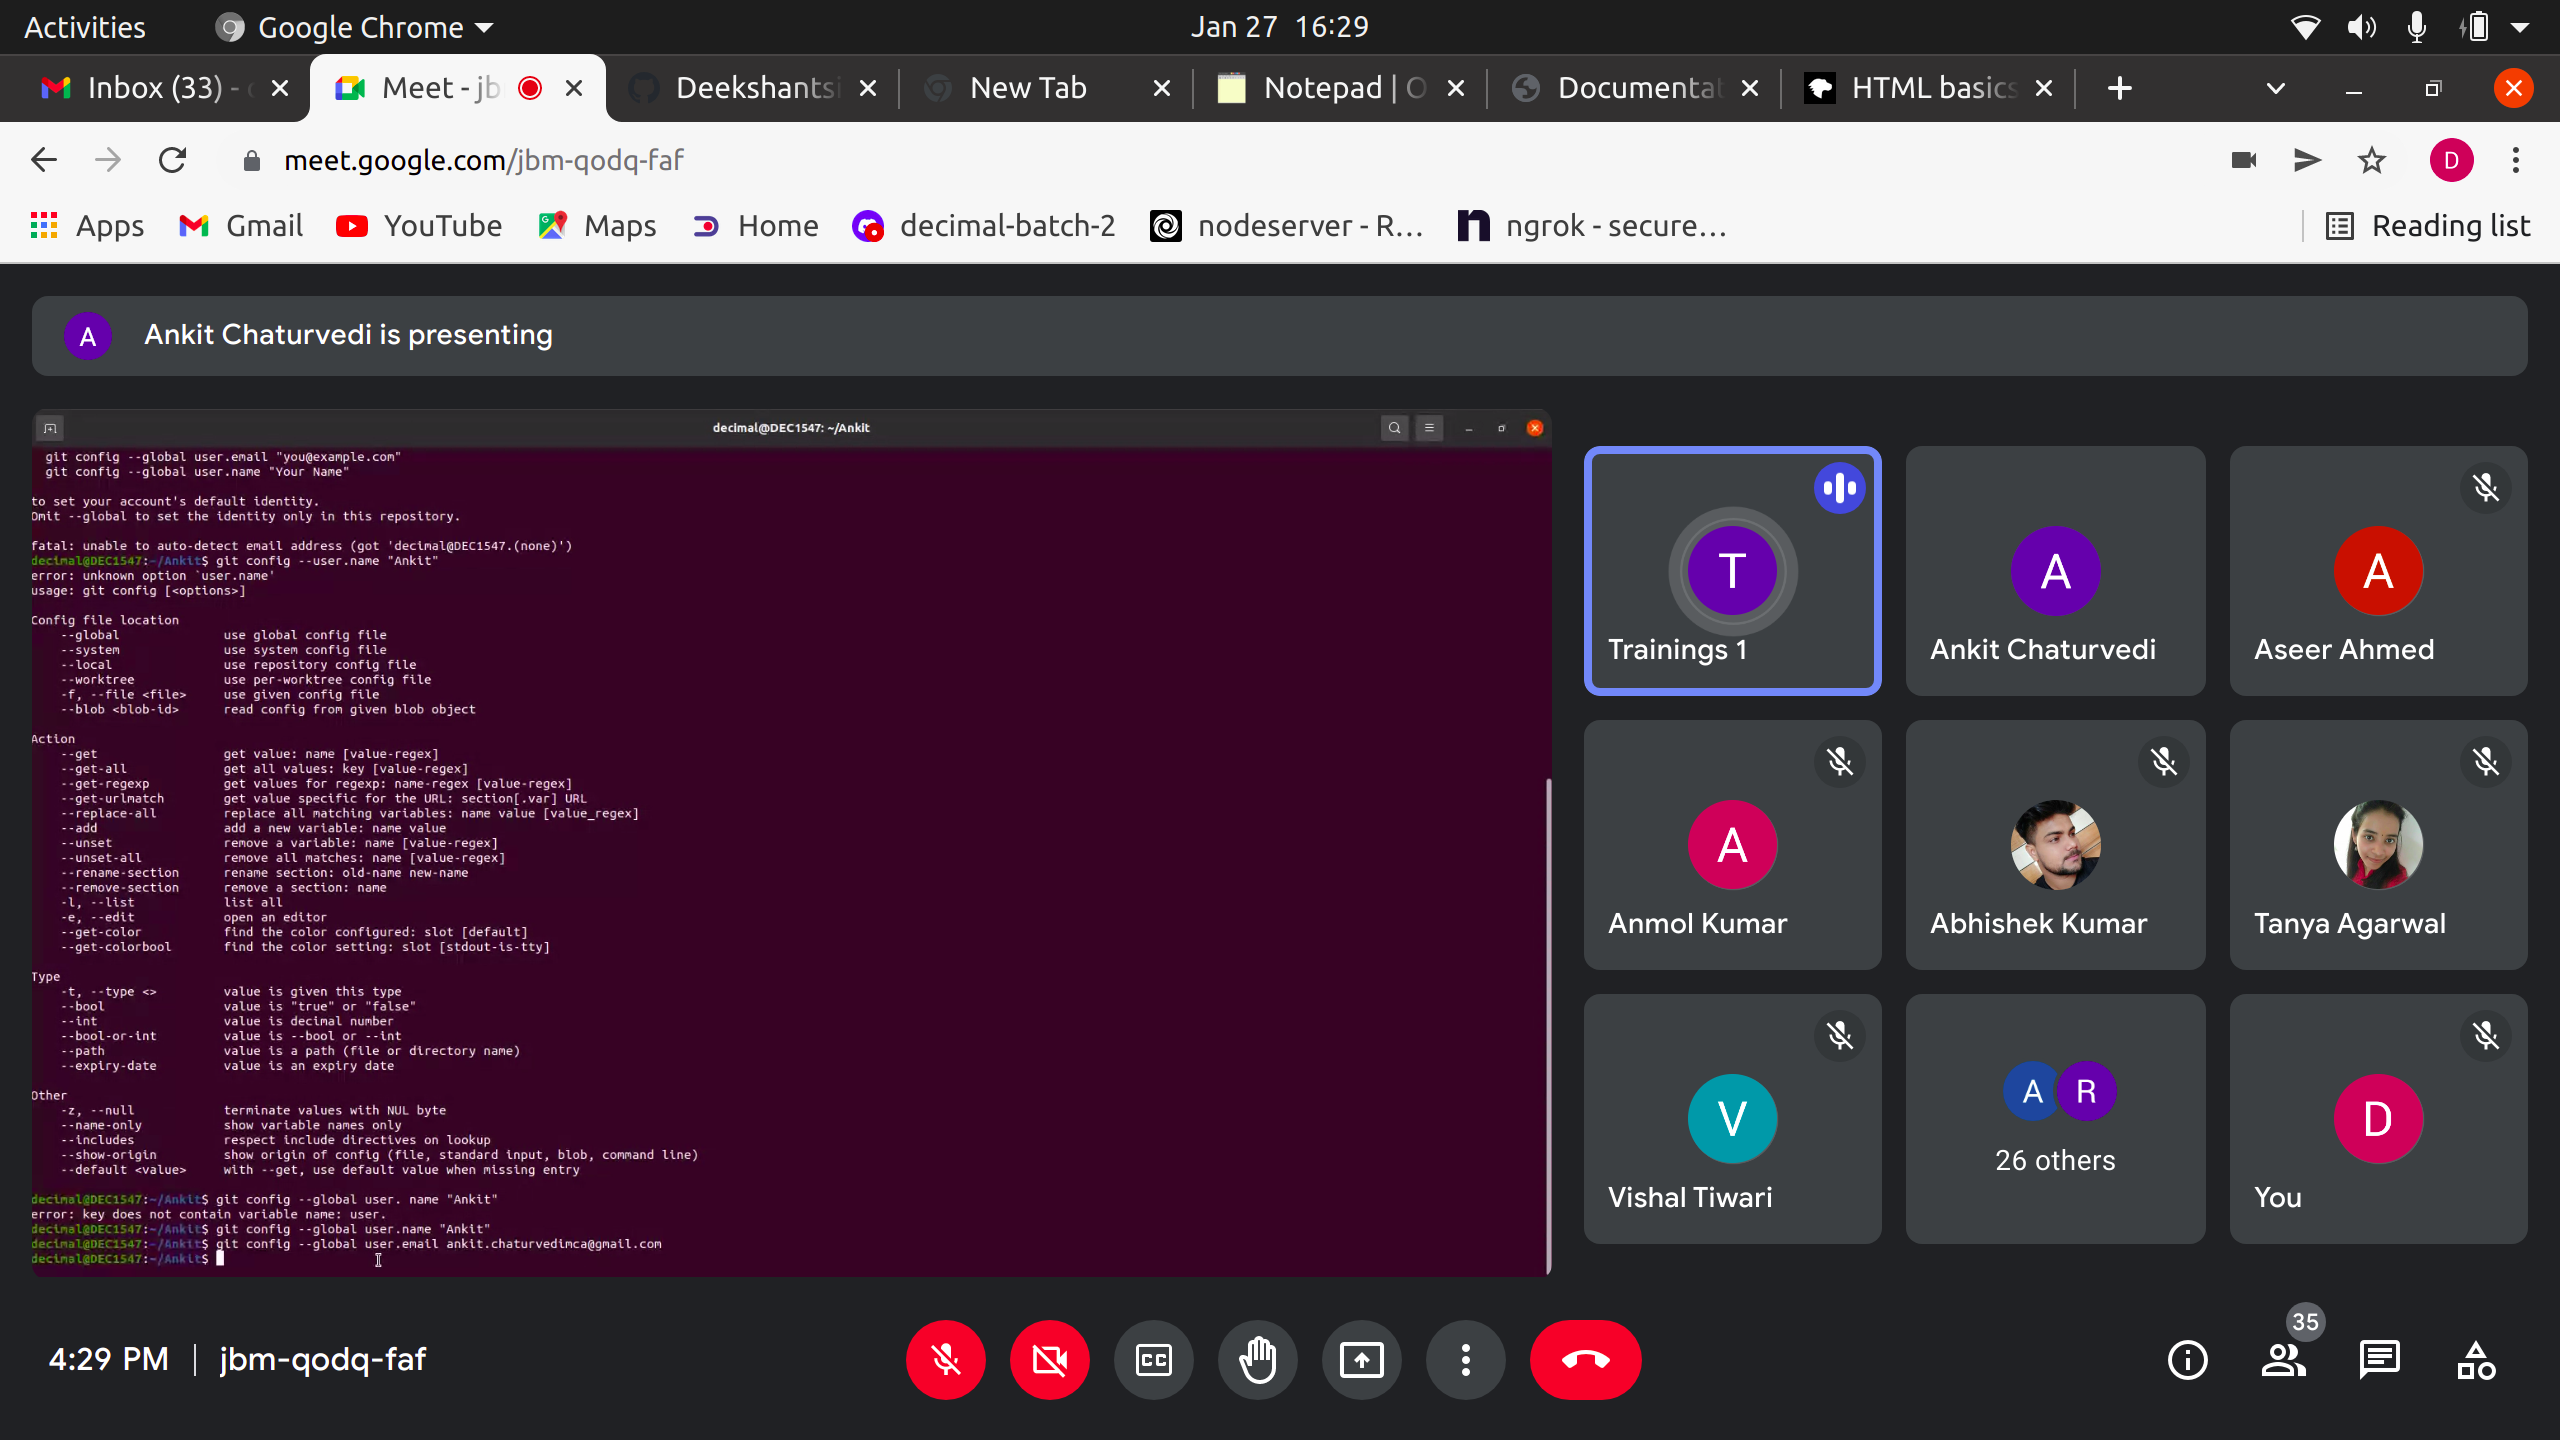 Activities
Google Chrome
Jan 27 16:29
Inbox (33) -
Meet - jb
Deekshantsi
New Tab
Notepad | O
Documentat
HTML basics
meet.google.com/jbm-qodq-faf
D
Apps
Gmail
YouTube
Maps
Home
decimal-batch-2
nodeserver - R...
ngrok - secure...
Reading list
A
Ankit Chaturvedi is presenting
decimal@DEC1547: ~/Ankit
git config --global user.email "you@example.com"
git config --global user.name "Your Name"
to set your account's default identity.
Omit --global to set the identity only in this repository.
fatal: unable to auto-detect email address (got 'decimal@DEC1547.(none)')
decimal@DEC1547:~/Ankit$ git config --user.name "Ankit"
error: unknown option `user.name'
usage: git config [<options>]
Config file location
--global use global config file
--system use system config file
--local use repository config file
--worktree use per-worktree config file
-f, --file <file> use given config file
--blob <blob-id> read config from given blob object
Action
--get get value: name [value-regex]
--get-all get all values: key [value-regex]
--get-regexp get values for regexp: name-regex [value-regex]
--get-urlmatch get value specific for the URL: section[.var] URL
--replace-all replace all matching variables: name value [value_regex]
--add add a new variable: name value
--unset remove a variable: name [value-regex]
--unset-all remove all matches: name [value-regex]
--rename-section rename section: old-name new-name
--remove-section remove a section: name
-l, --list list all
-e, --edit open an editor
--get-color find the color configured: slot [default]
--get-colorbool find the color setting: slot [stdout-is-tty]
Type
-t, --type <> value is given this type
--bool value is "true" or "false"
--int value is decimal number
--bool-or-int value is --bool or --int
--path value is a path (file or directory name)
--expiry-date value is an expiry date
Other
-z, --null terminate values with NUL byte
--name-only show variable names only
--includes respect include directives on lookup
--show-origin show origin of config (file, standard input, blob, command line)
--default <value> with --get, use default value when missing entry
decimal@DEC1547:~/Ankit$ git config --global user. name "Ankit"
error: key does not contain variable name: user.
decimal@DEC1547:~/Ankit$ git config --global user.name "Ankit"
decimal@DEC1547:~/Ankit$ git config --global user.email ankit.chaturvedimca@gmail.com
decimal@DEC1547:~/Ankit$
T
Trainings 1
A
Ankit Chaturvedi
A
Aseer Ahmed
A
Anmol Kumar
Abhishek Kumar
Tanya Agarwal
V
Vishal Tiwari
A R
26 others
D
You
4:29 PM | jbm-qodq-faf
CC
35